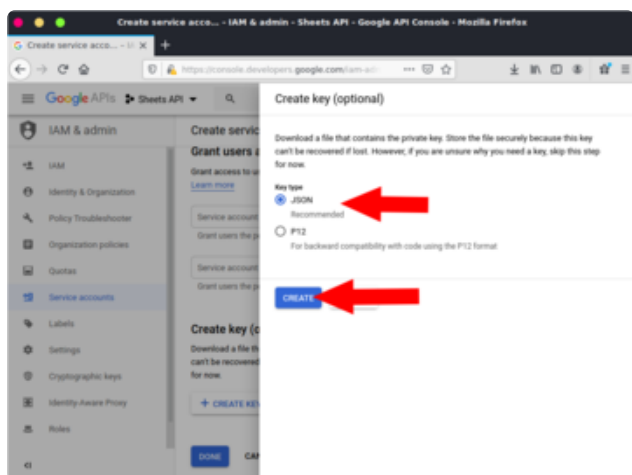 Create service acco... - IAM & admin - Sheets API - Google API Console - Mozilla Firefox
Create service acco... - I
https://console.developers.google.com/iam-ad
Google APIs Sheets API
IAM & admin
IAM
Identity & Organization
Policy Troubleshooter
Organization policies
Quotas
Service accounts
Labels
Settings
Cryptographic keys
Identity-Aware Proxy
Roles
Create servic
Grant users a
Grant access to u
Learn more
Service account
Grant users the p
Service account
Grant users the p
Create key (o
Download a file th
can't be recovered
for now.
+ CREATE KEY
DONE CAN
Create key (optional)
Download a file that contains the private key. Store the file securely because this key
can't be recovered if lost. However, if you are unsure why you need a key, skip this step
for now.
Key type
JSON
Recommended
P12
For backward compatibility with code using the P12 format
CREATE